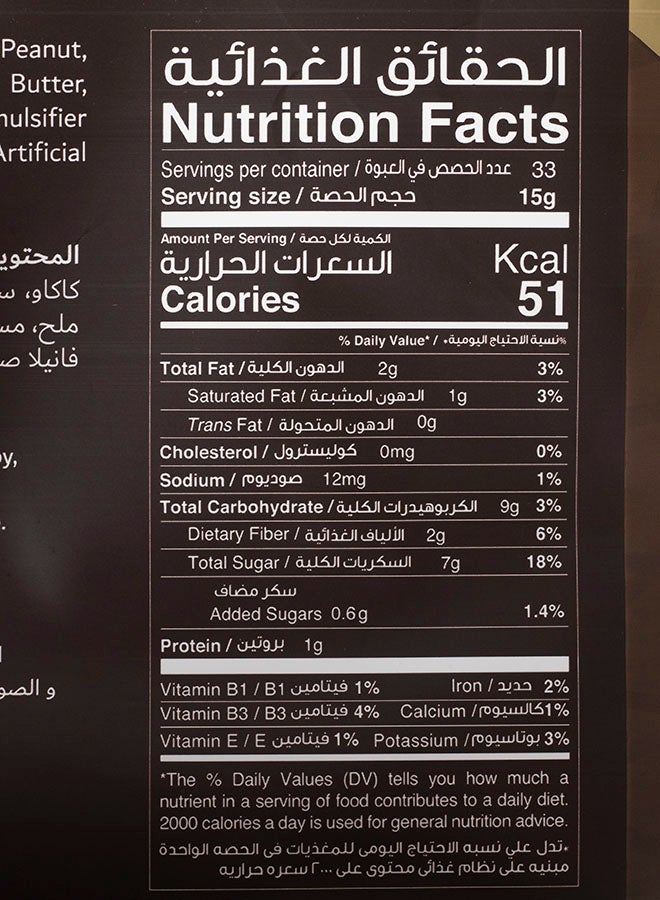 Peanut,
Butter,
Artificial
المحتوي
كاكاو،
ملح،
فانيلا
و الصو
الحقائق الغذائية
Nutrition Facts
Servings per container / عدد الحصص في العبوة 33
Serving size / حجم الحصة 15g
Amount Per Serving / الكمية لكل حصة
السعرات الحرارية Kcal
Calories 51
% Daily Value* / نسبة الاحتياج اليومية*%
Total Fat / الدهون الكلية 2g 3%
Saturated Fat / الدهون المشبعة 1g 3%
Trans Fat / الدهون المتحولة 0g
Cholesterol / كوليسترول 0mg 0%
Sodium / صوديوم 12mg 1%
Total Carbohydrate / الكربوهيدرات الكلية 9g 3%
Dietary Fiber / الألياف الغذائية 2g 6%
Total Sugar / السكريات الكلية 7g 18%
سكر مضاف
Added Sugars 0.6g 1.4%
Protein / بروتين 1g
Vitamin B1 / B1 فيتامين 1% Iron / حديد 2%
Vitamin B3 / B3 فيتامين 4% Calcium / كالسيوم 1%
Vitamin E / E فيتامين 1% Potassium / بوتاسيوم 3%
*The % Daily Values (DV) tells you how much a
nutrient in a serving of food contributes to a daily diet.
2000 calories a day is used for general nutrition advice.
*تدل علي نسبه الاحتياج اليومي للمغذيات في الحصه الواحدة
مبنيه على نظام غذائي محتوي على ٢٠٠٠ سعره حراريه